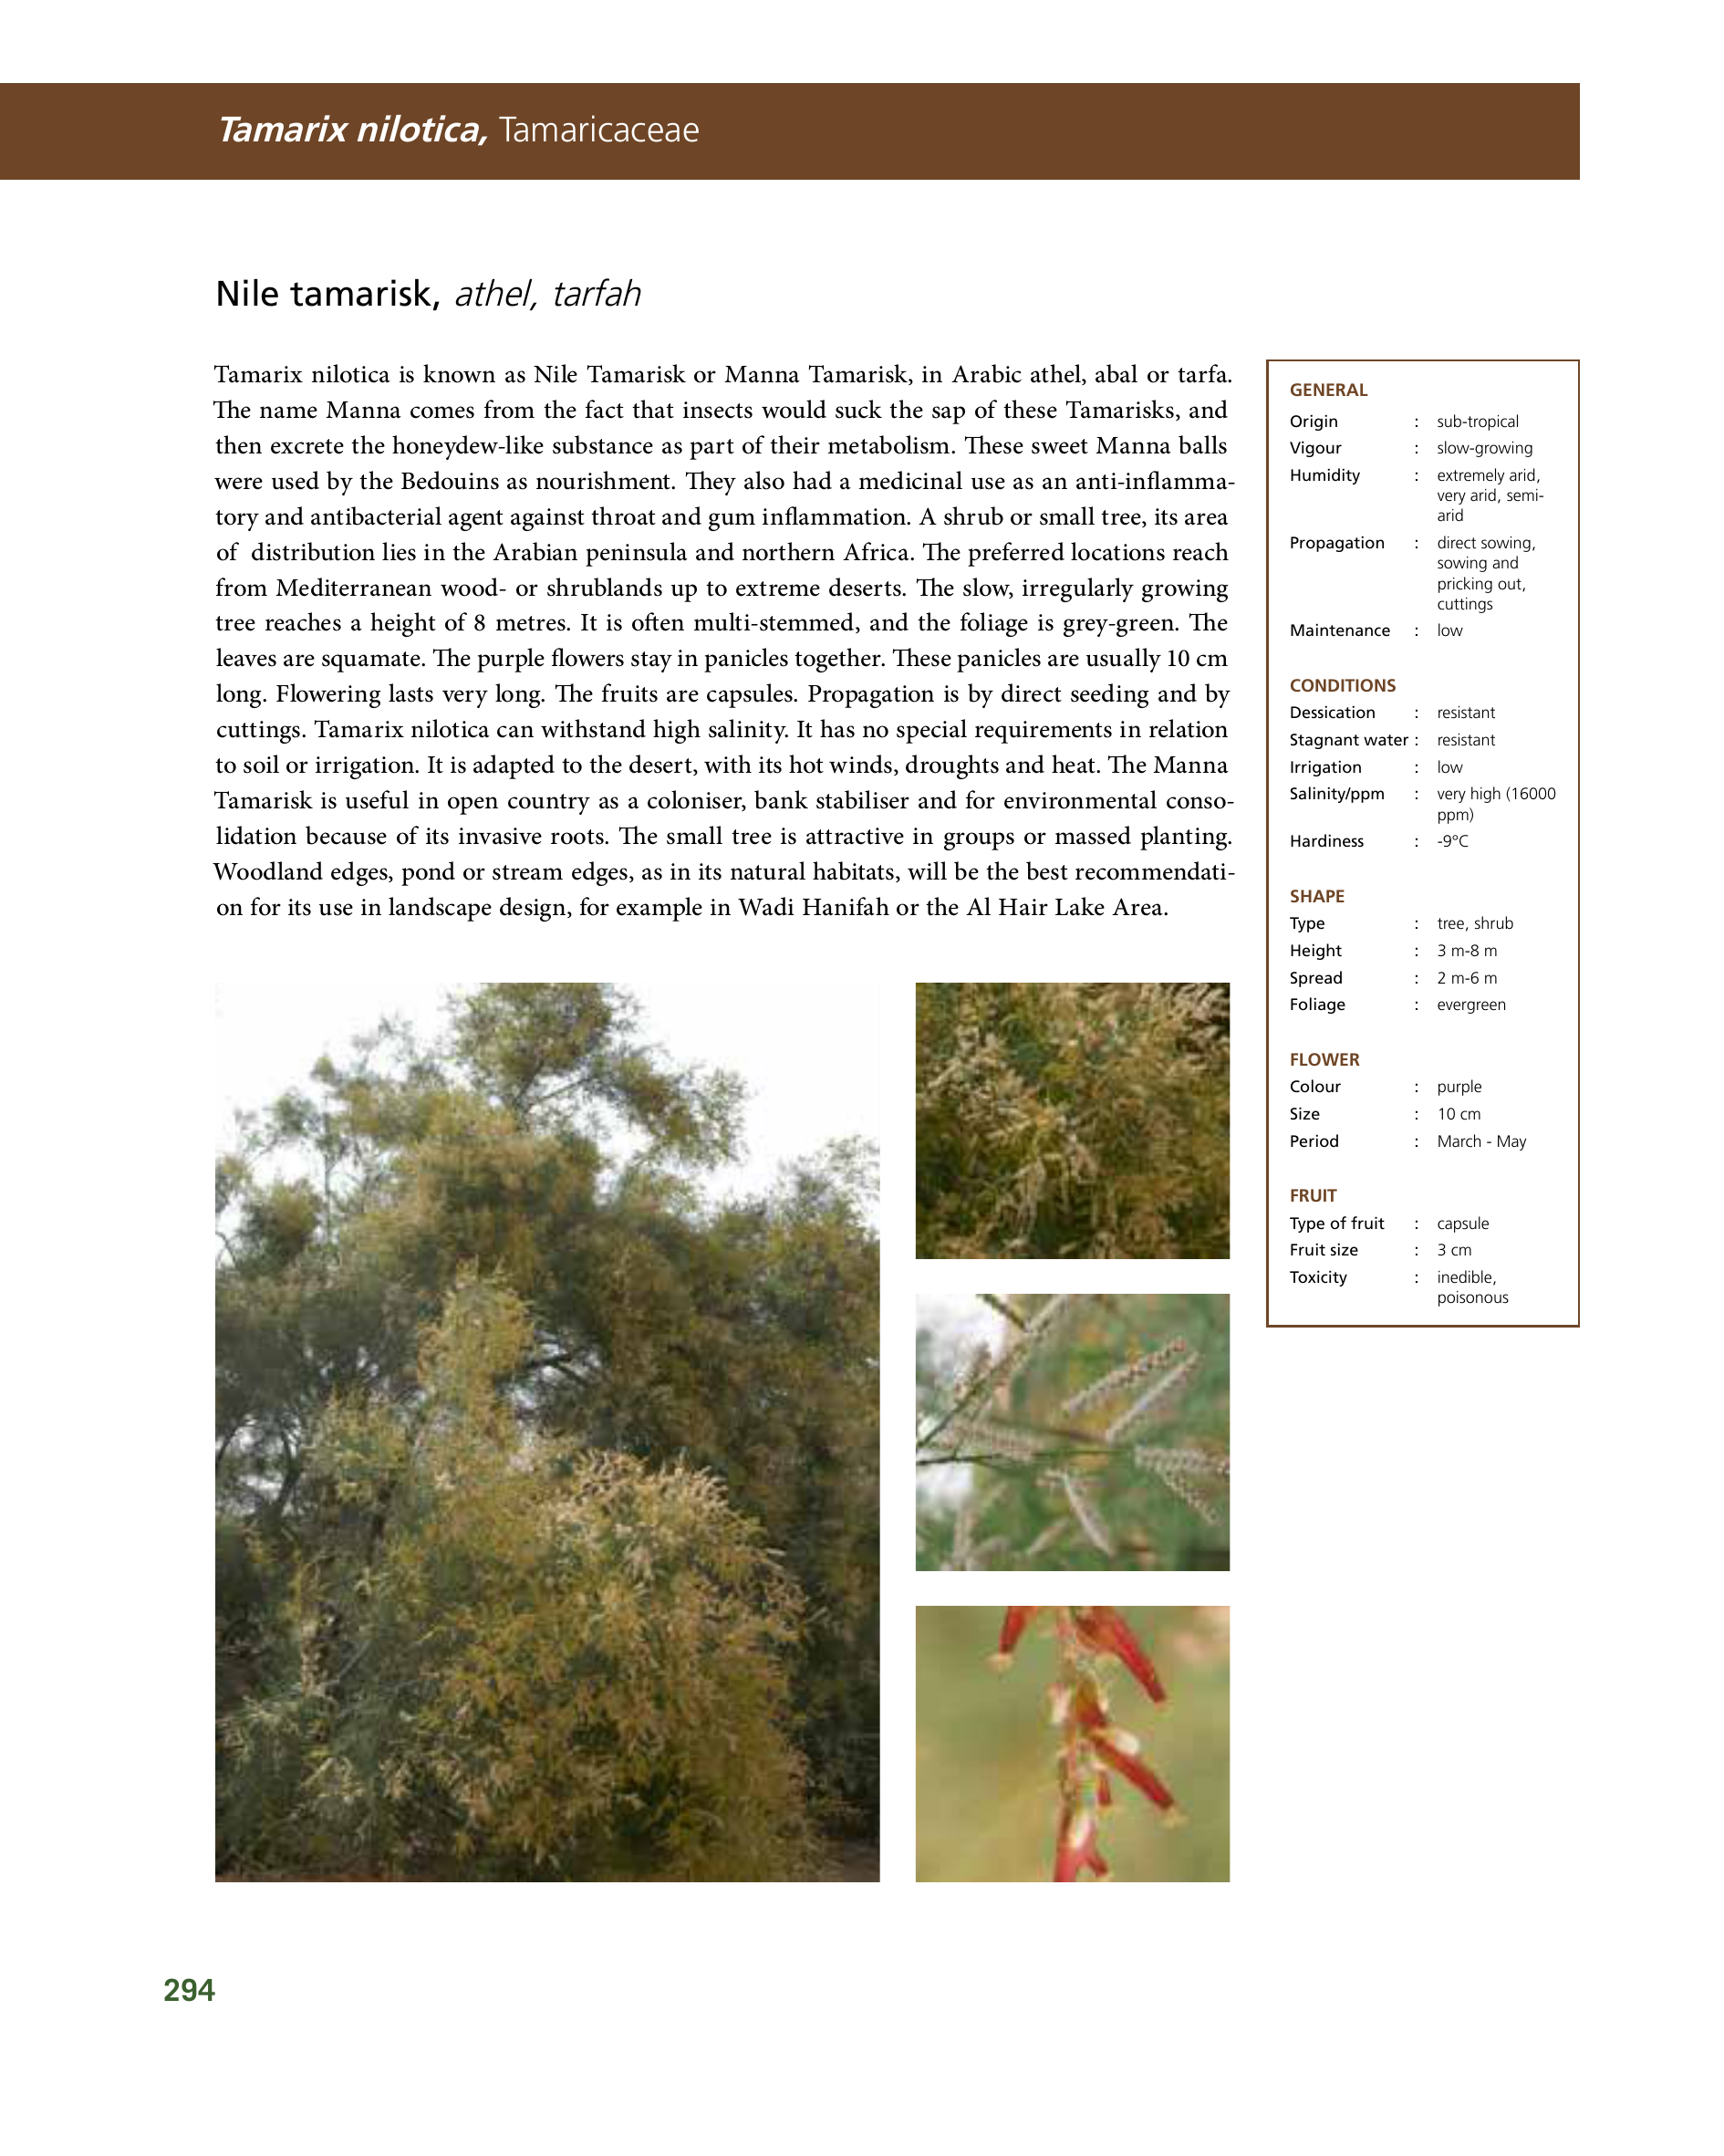 Tamarix nilotica, Tamaricaceae
Nile tamarisk, athel, tarfah
Tamarix nilotica is known as Nile Tamarisk or Manna Tamarisk, in Arabic athel, abal or tarfa.
The name Manna comes from the fact that insects would suck the sap of these Tamarisks, and
then excrete the honeydew-like substance as part of their metabolism. These sweet Manna balls
were used by the Bedouins as nourishment. They also had a medicinal use as an anti-inflamma-
tory and antibacterial agent against throat and gum inflammation. A shrub or small tree, its area
of distribution lies in the Arabian peninsula and northern Africa. The preferred locations reach
from Mediterranean wood- or shrublands up to extreme deserts. The slow, irregularly growing
tree reaches a height of 8 metres. It is often multi-stemmed, and the foliage is grey-green. The
leaves are squamate. The purple flowers stay in panicles together. These panicles are usually 10 cm
long. Flowering lasts very long. The fruits are capsules. Propagation is by direct seeding and by
cuttings. Tamarix nilotica can withstand high salinity. It has no special requirements in relation
to soil or irrigation. It is adapted to the desert, with its hot winds, droughts and heat. The Manna
Tamarisk is useful in open country as a coloniser, bank stabiliser and for environmental conso-
lidation because of its invasive roots. The small tree is attractive in groups or massed planting.
Woodland edges, pond or stream edges, as in its natural habitats, will be the best recommendati-
on for its use in landscape design, for example in Wadi Hanifah or the Al Hair Lake Area.
GENERAL
Origin : sub-tropical
Vigour : slow-growing
Humidity : extremely arid,
very arid, semi-
arid
Propagation : direct sowing,
sowing and
pricking out,
cuttings
Maintenance : low
CONDITIONS
Dessication : resistant
Stagnant water : resistant
Irrigation : low
Salinity/ppm : very high (16000
ppm)
Hardiness : -9°C
SHAPE
Type : tree, shrub
Height : 3 m-8 m
Spread : 2 m-6 m
Foliage : evergreen
FLOWER
Colour : purple
Size : 10 cm
Period : March - May
FRUIT
Type of fruit : capsule
Fruit size : 3 cm
Toxicity : inedible,
poisonous
294